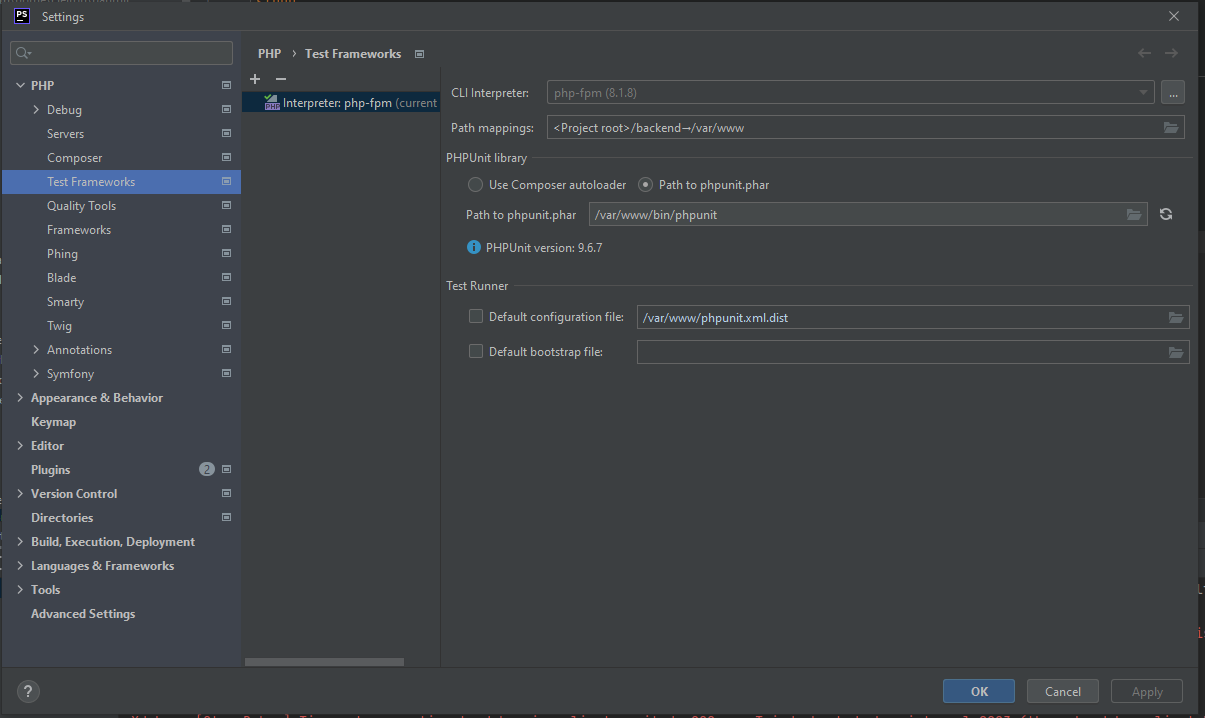 PS Settings
PHP
Debug
Servers
Composer
Test Frameworks
Quality Tools
Frameworks
Phing
Blade
Smarty
Twig
Annotations
Symfony
Appearance & Behavior
Keymap
Editor
Plugins 2
Version Control
Directories
Build, Execution, Deployment
Languages & Frameworks
Tools
Advanced Settings
PHP › Test Frameworks
PHP Interpreter: php-fpm (current
CLI Interpreter: php-fpm (8.1.8) ...
Path mappings: <Project root>/backend→/var/www
PHPUnit library
Use Composer autoloader Path to phpunit.phar
Path to phpunit.phar /var/www/bin/phpunit
PHPUnit version: 9.6.7
Test Runner
Default configuration file: /var/www/phpunit.xml.dist
Default bootstrap file:
? OK Cancel Apply